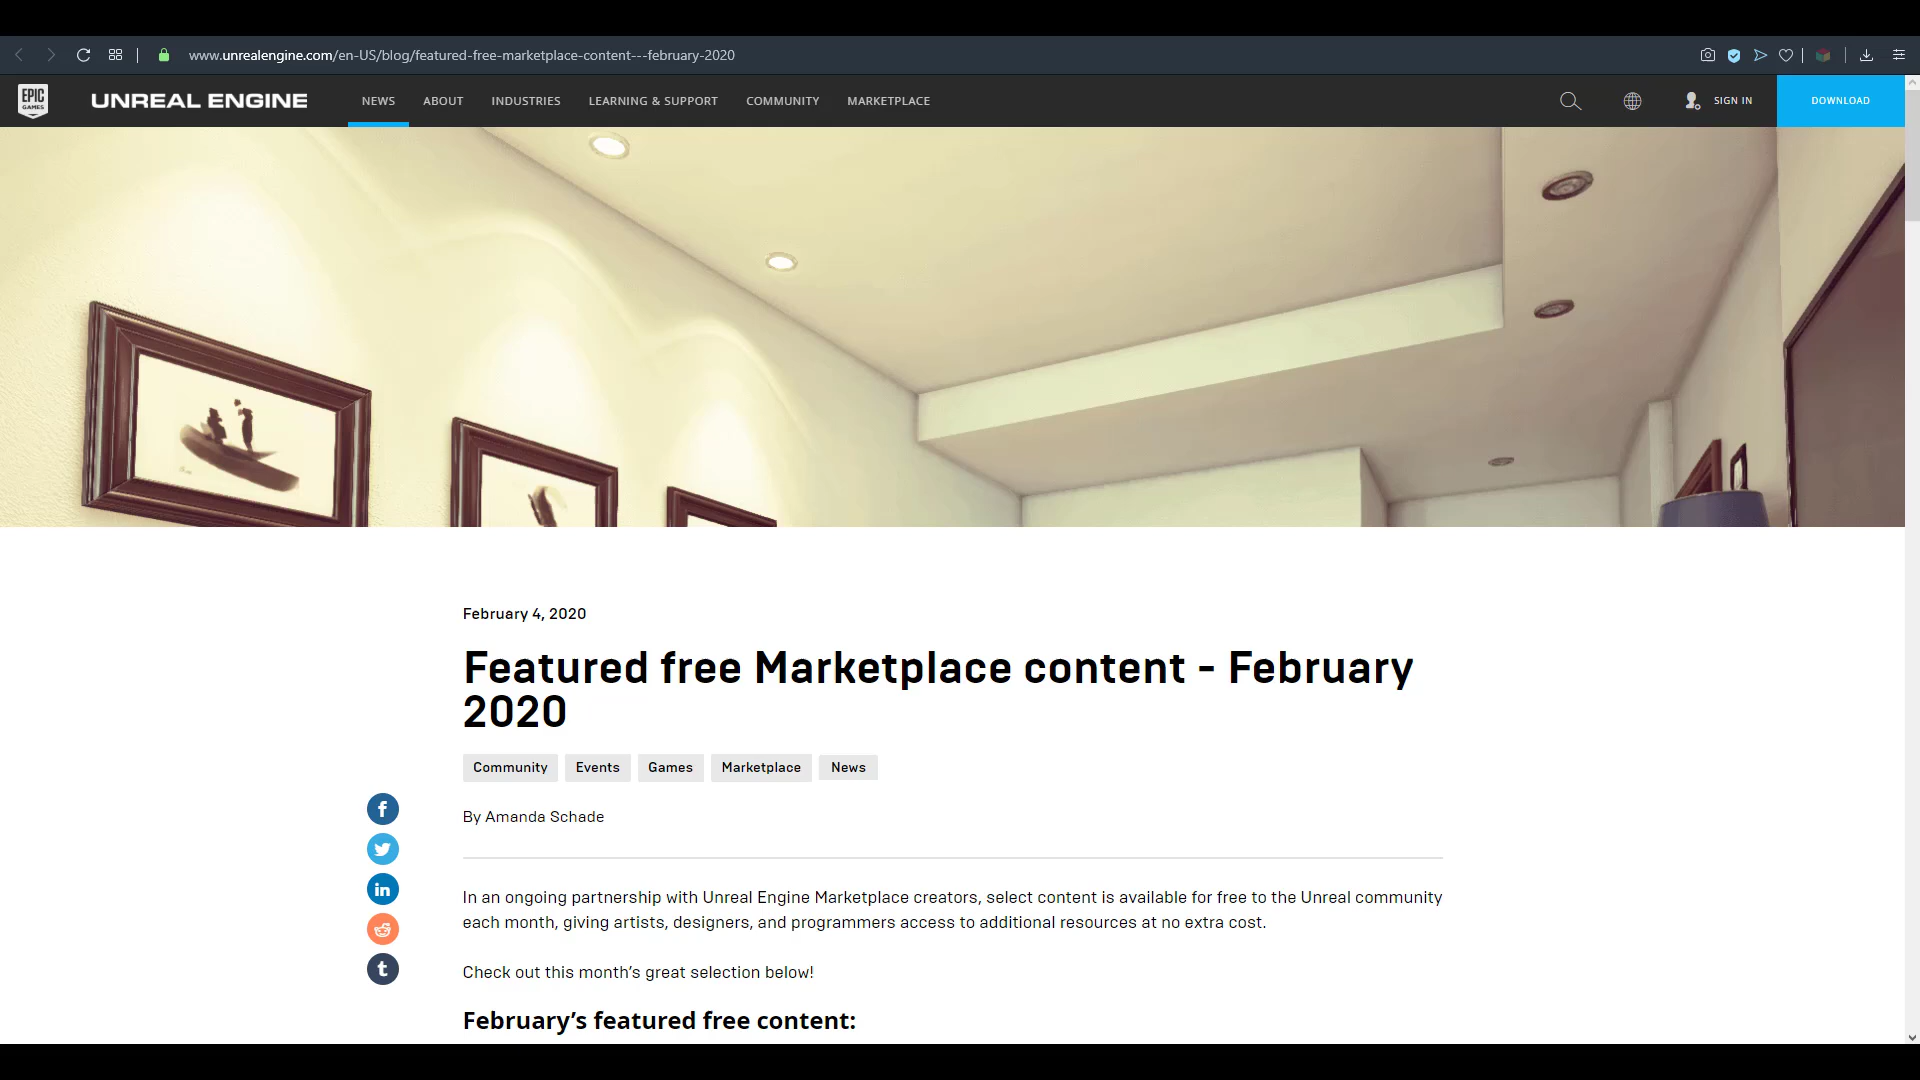 www.unrealengine.com/en-US/blog/featured-free-marketplace-content---february-2020
EPIC GAMES UNREAL ENGINE NEWS ABOUT INDUSTRIES LEARNING & SUPPORT COMMUNITY MARKETPLACE SIGN IN DOWNLOAD
February 4, 2020
Featured free Marketplace content - February
2020
Community Events Games Marketplace News
By Amanda Schade
In an ongoing partnership with Unreal Engine Marketplace creators, select content is available for free to the Unreal community
each month, giving artists, designers, and programmers access to additional resources at no extra cost.
Check out this month's great selection below!
February's featured free content: